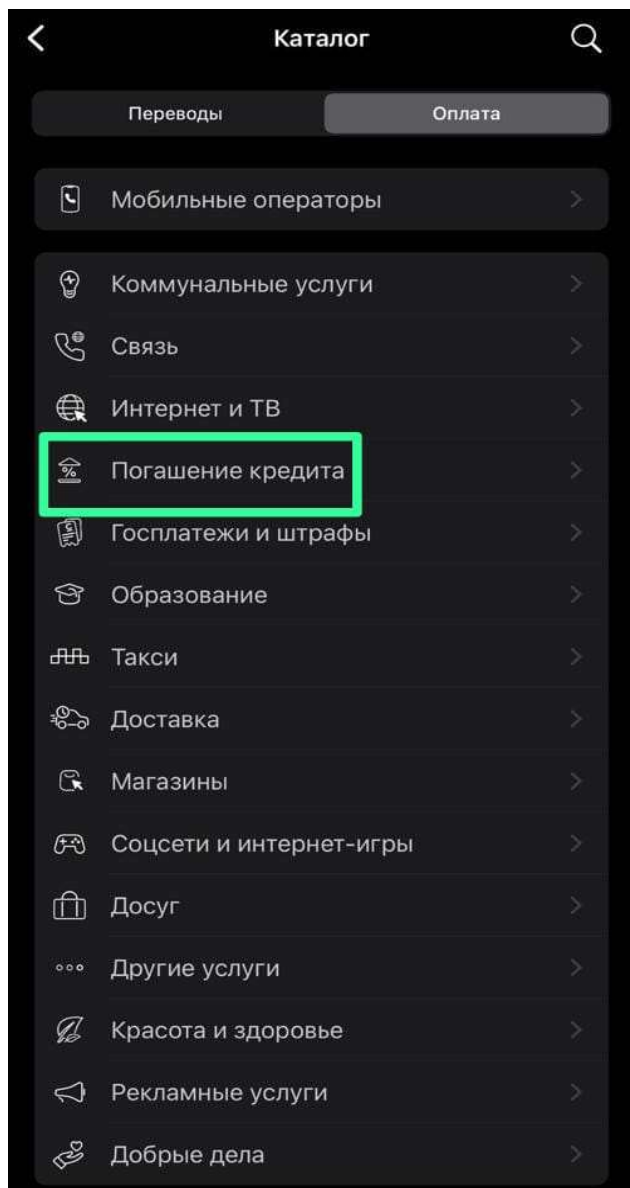 Каталог
Переводы
Оплата
Мобильные операторы
Коммунальные услуги
Связь
Интернет и ТВ
Погашение кредита
Госплатежи и штрафы
Образование
Такси
Доставка
Магазины
Соцсети и интернет-игры
Досуг
Другие услуги
Красота и здоровье
Рекламные услуги
Добрые дела